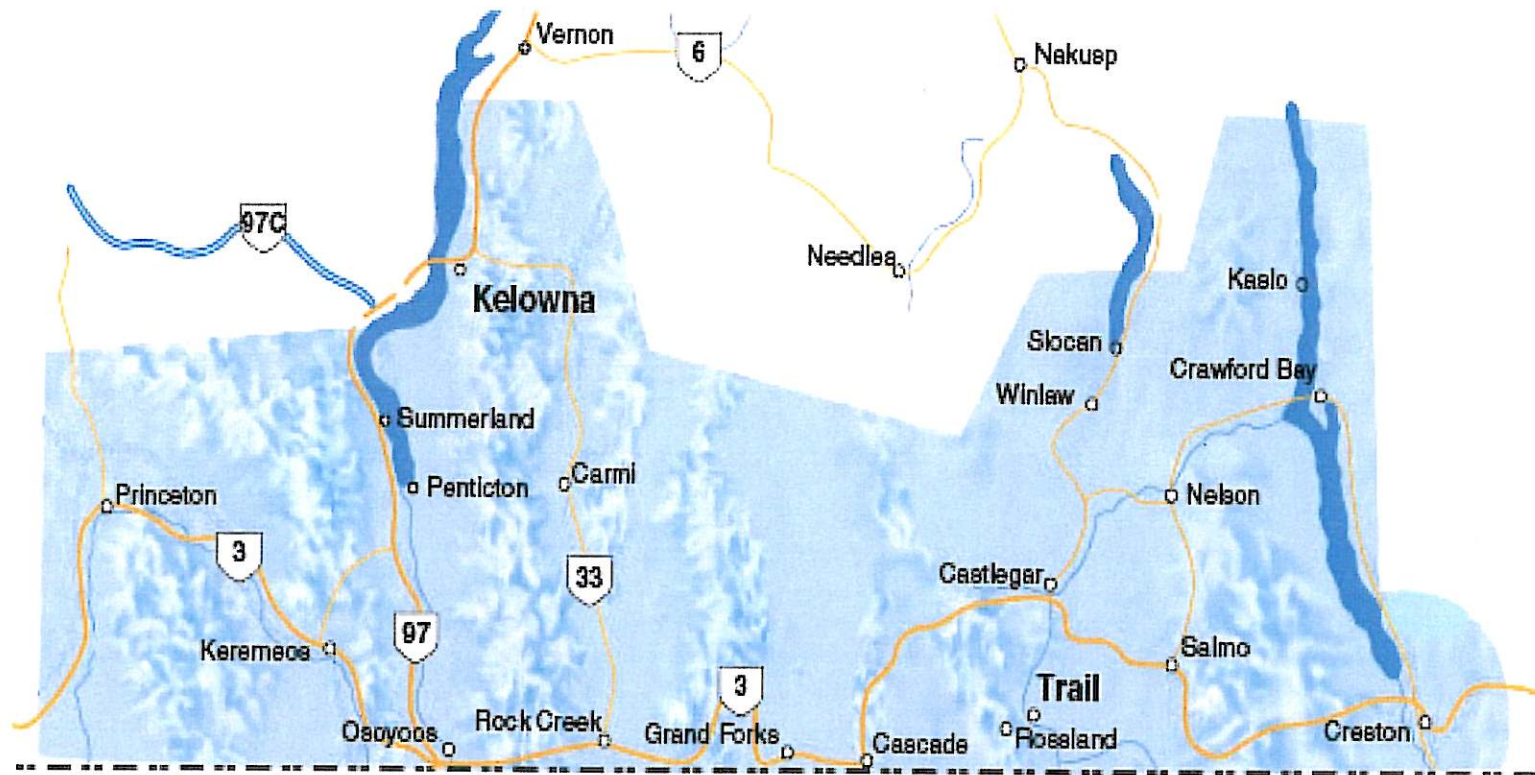 Vernon
6
Nakusp
97C
Needles
Kaslo
Kelowna
Slocan
Crawford Bay
Winlaw
Summerland
Carmi
Penticton
Nelson
Princeton
3
33
Castlegar
97
Keremeos
Salmo
3
Trail
Rock Creek
Grand Forks
Osoyoos
Cascade
Rossland
Creston